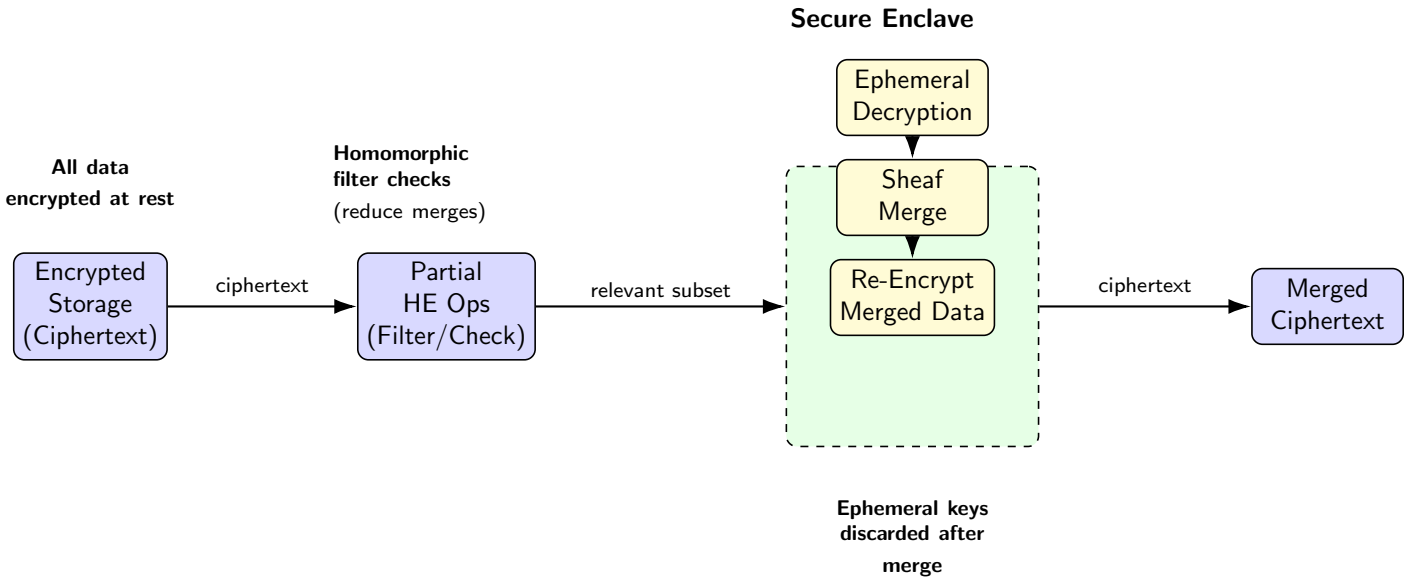 Secure Enclave
Ephemeral
Decryption
All data
encrypted at rest
Homomorphic
filter checks
(reduce merges)
Sheaf
Merge
Encrypted
Storage
(Ciphertext)
ciphertext
Partial
HE Ops
(Filter/Check)
relevant subset
Re-Encrypt
Merged Data
ciphertext
Merged
Ciphertext
Ephemeral keys
discarded after
merge